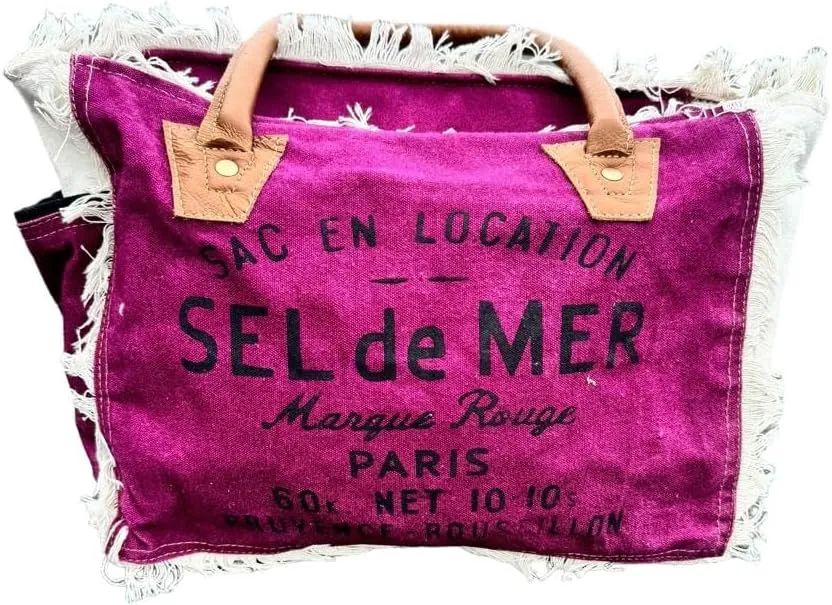 SAC EN LOCATION
SEL de MER
Marque Rouge
PARIS
60K NET 10·10s
PROVENCE-ROUSSILLON